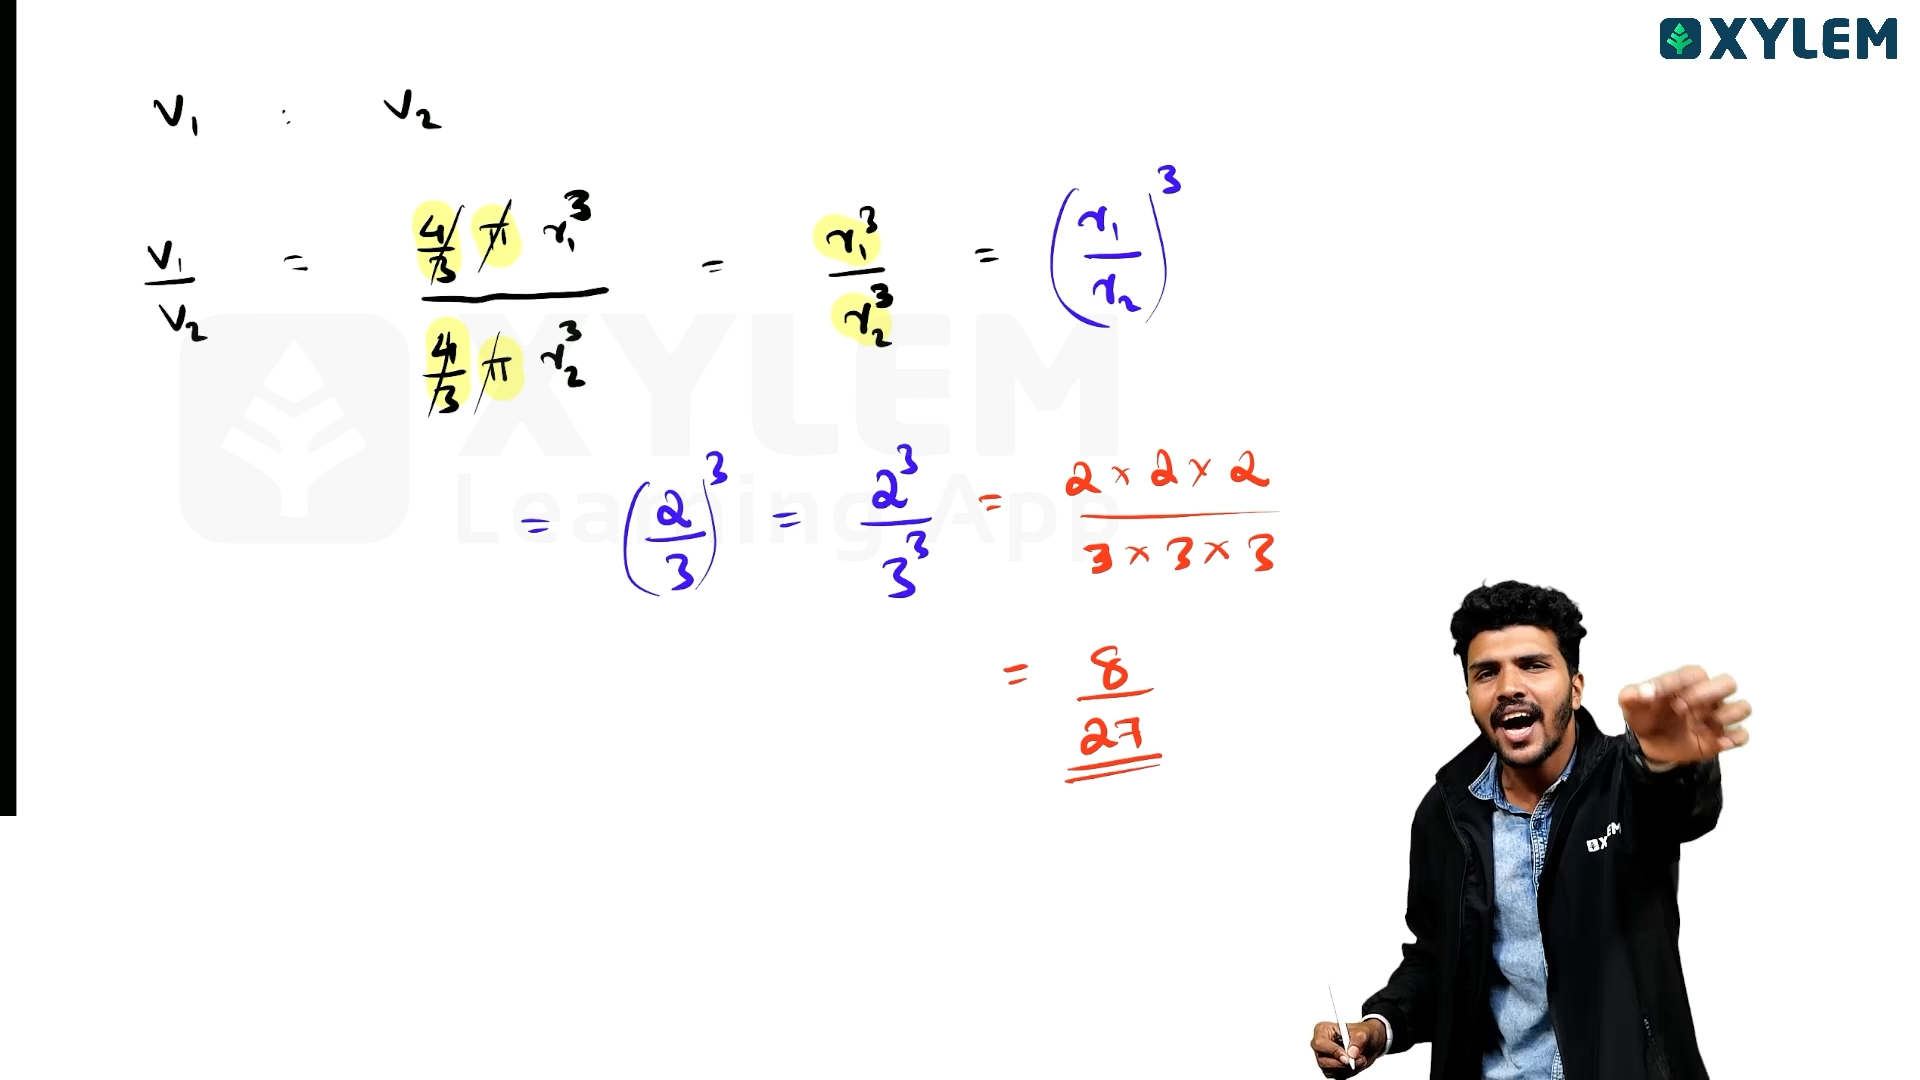 XYLEM
V₁ : V₂
V₁/V₂ = (4/3 π r₁³)/(4/3 π r₂³) = r₁³/r₂³ = (r₁/r₂)³
= (2/3)³ = 2³/3³ = (2 × 2 × 2)/(3 × 3 × 3)
= 8/27
XYLEM
Learning App
XYLEM